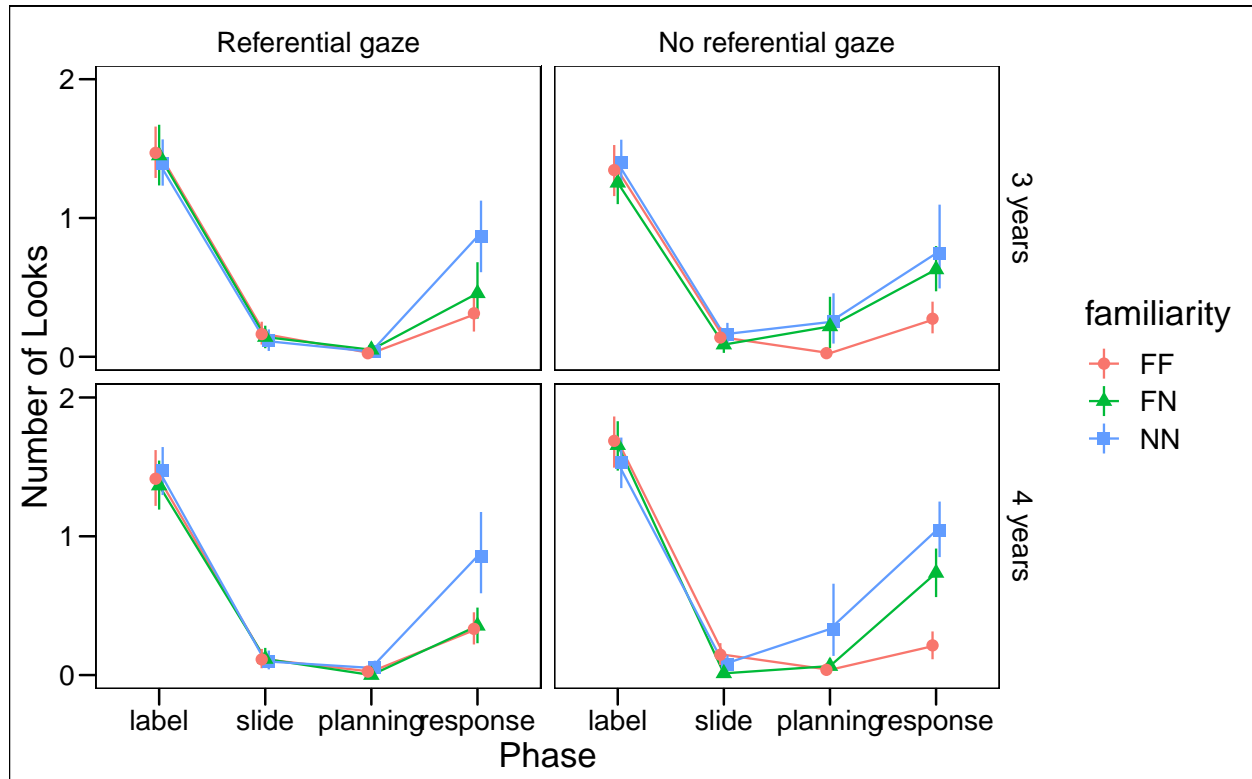 Referential gaze
No referential gaze
Number of Looks
2
1
0
3 years
2
1
0
4 years
label slide planning response
label slide planning response
Phase
familiarity
FF
FN
NN